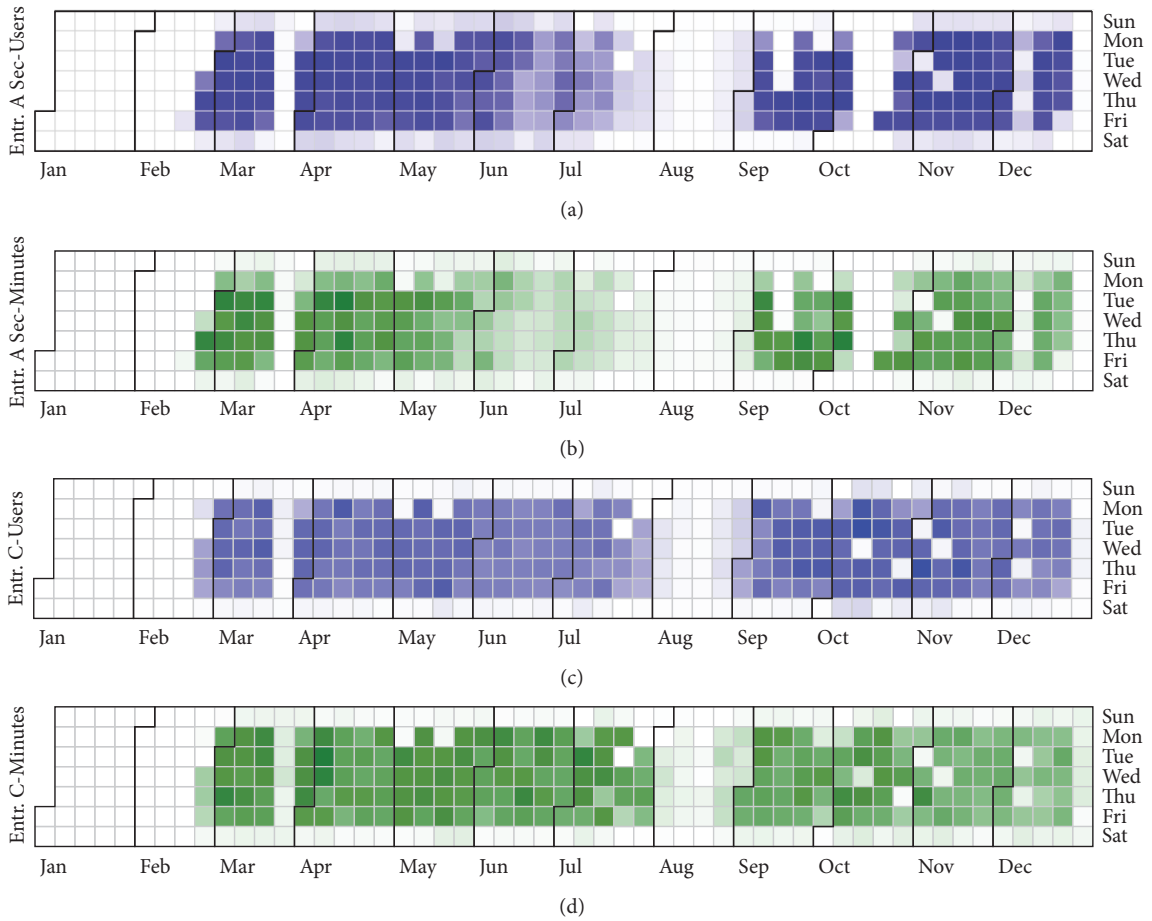 Entr. A Sec-Users
Sun
Mon
Tue
Wed
Thu
Fri
Sat
Jan Feb Mar Apr May Jun Jul Aug Sep Oct Nov Dec
(a)
Entr. A Sec-Minutes
Sun
Mon
Tue
Wed
Thu
Fri
Sat
Jan Feb Mar Apr May Jun Jul Aug Sep Oct Nov Dec
(b)
Entr. C-Users
Sun
Mon
Tue
Wed
Thu
Fri
Sat
Jan Feb Mar Apr May Jun Jul Aug Sep Oct Nov Dec
(c)
Entr. C-Minutes
Sun
Mon
Tue
Wed
Thu
Fri
Sat
Jan Feb Mar Apr May Jun Jul Aug Sep Oct Nov Dec
(d)